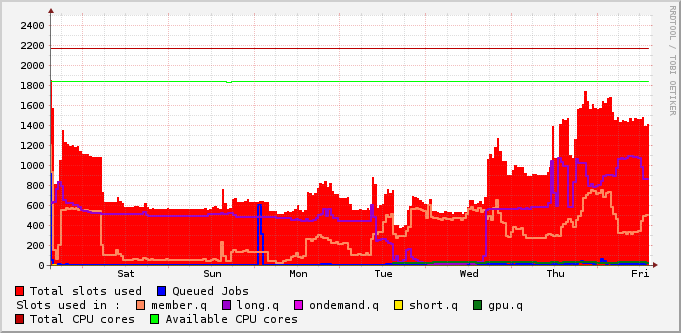 2400
2200
2000
1800
1600
1400
1200
1000
800
600
400
200
0
Sat Sun Mon Tue Wed Thu Fri
RRDTOOL / TOBI OETIKER
Total slots used Queued Jobs
Slots used in : member.q long.q ondemand.q short.q gpu.q
Total CPU cores Available CPU cores